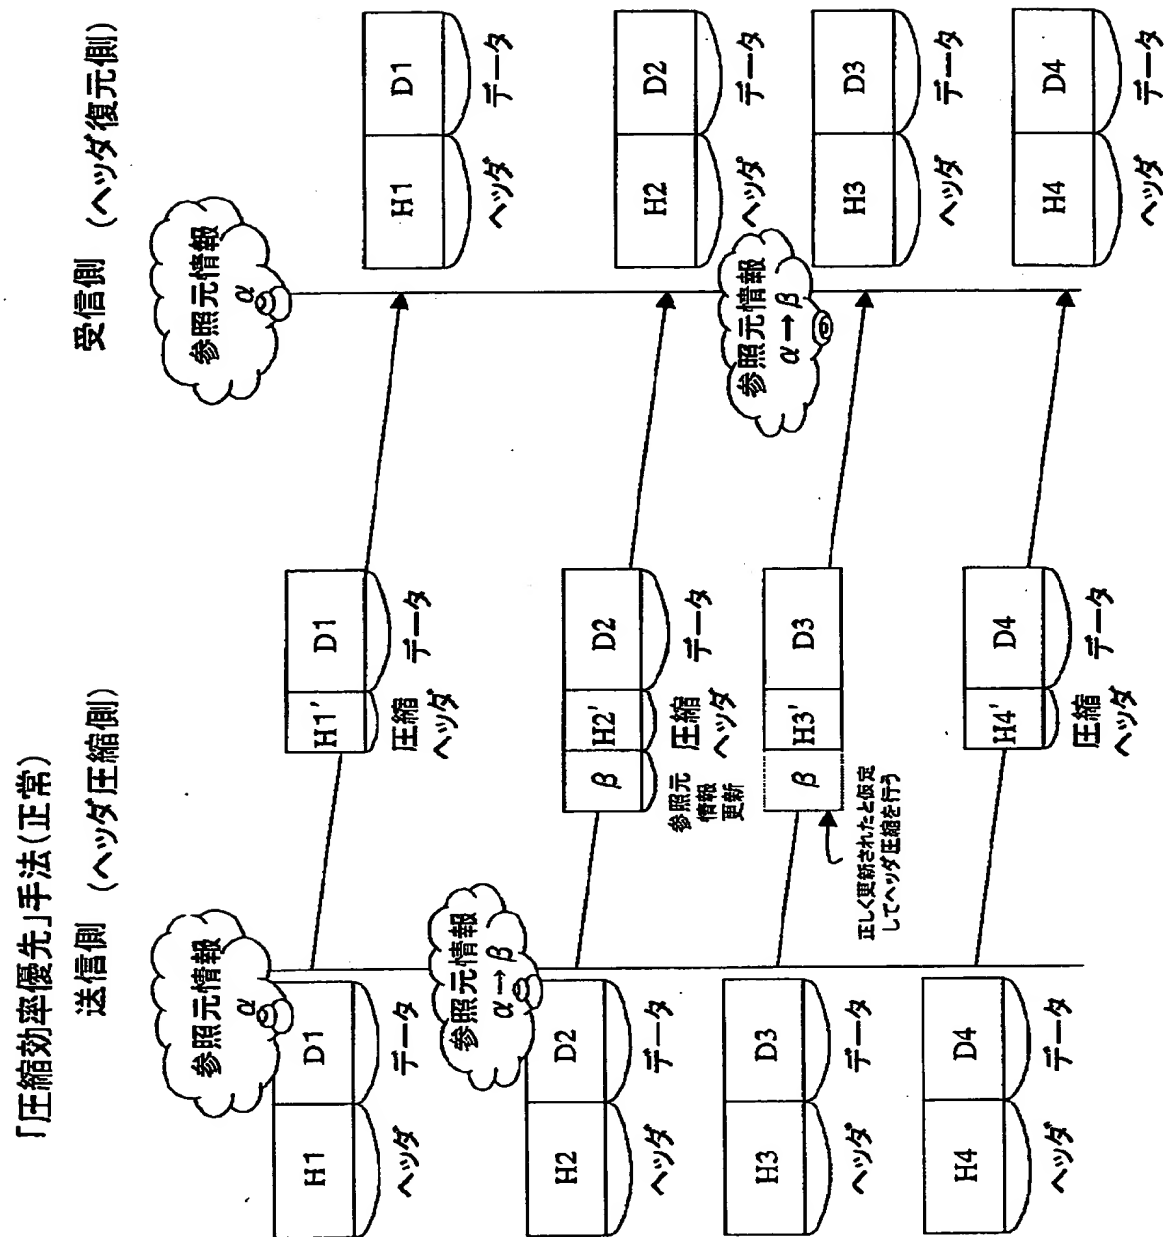 「圧縮効率優先」手法(正常)
送信側 (ヘッダ圧縮側)
受信側 (ヘッダ復元側)
参照元情報
α
参照元情報
α
H1 D1
ヘッダ データ
H1' D1
圧縮
ヘッダ
データ
H1 D1
ヘッダ データ
参照元情報
α→β
H2 D2
ヘッダ データ
β H2' D2
参照元
情報
更新
圧縮
ヘッダ
データ
H2 D2
ヘッダ データ
参照元情報
α→β
H3 D3
ヘッダ データ
β H3' D3
正しく更新されたと仮定
してヘッダ圧縮を行う
H3 D3
ヘッダ データ
H4 D4
ヘッダ データ
H4' D4
圧縮
ヘッダ
データ
H4 D4
ヘッダ データ